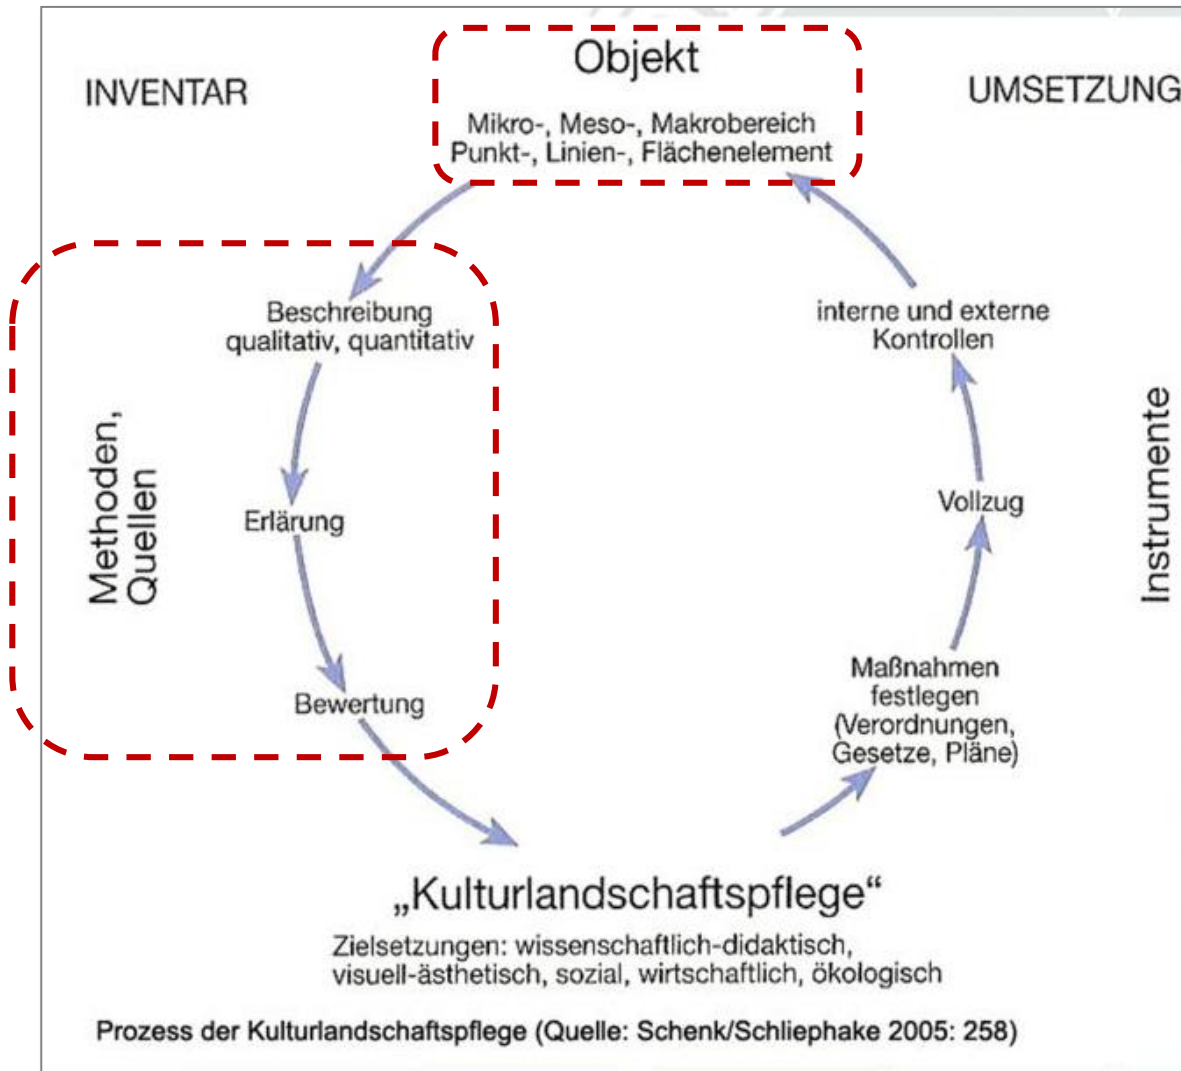 INVENTAR
Objekt
UMSETZUNG
Mikro-, Meso-, Makrobereich
Punkt-, Linien-, Flächenelement
Beschreibung
qualitativ, quantitativ
interne und externe
Kontrollen
Methoden,
Quellen
Erlärung
Vollzug
Instrumente
Bewertung
Maßnahmen
festlegen
(Verordnungen,
Gesetze, Pläne)
„Kulturlandschaftspflege“
Zielsetzungen: wissenschaftlich-didaktisch,
visuell-ästhetisch, sozial, wirtschaftlich, ökologisch
Prozess der Kulturlandschaftspflege (Quelle: Schenk/Schliephake 2005: 258)